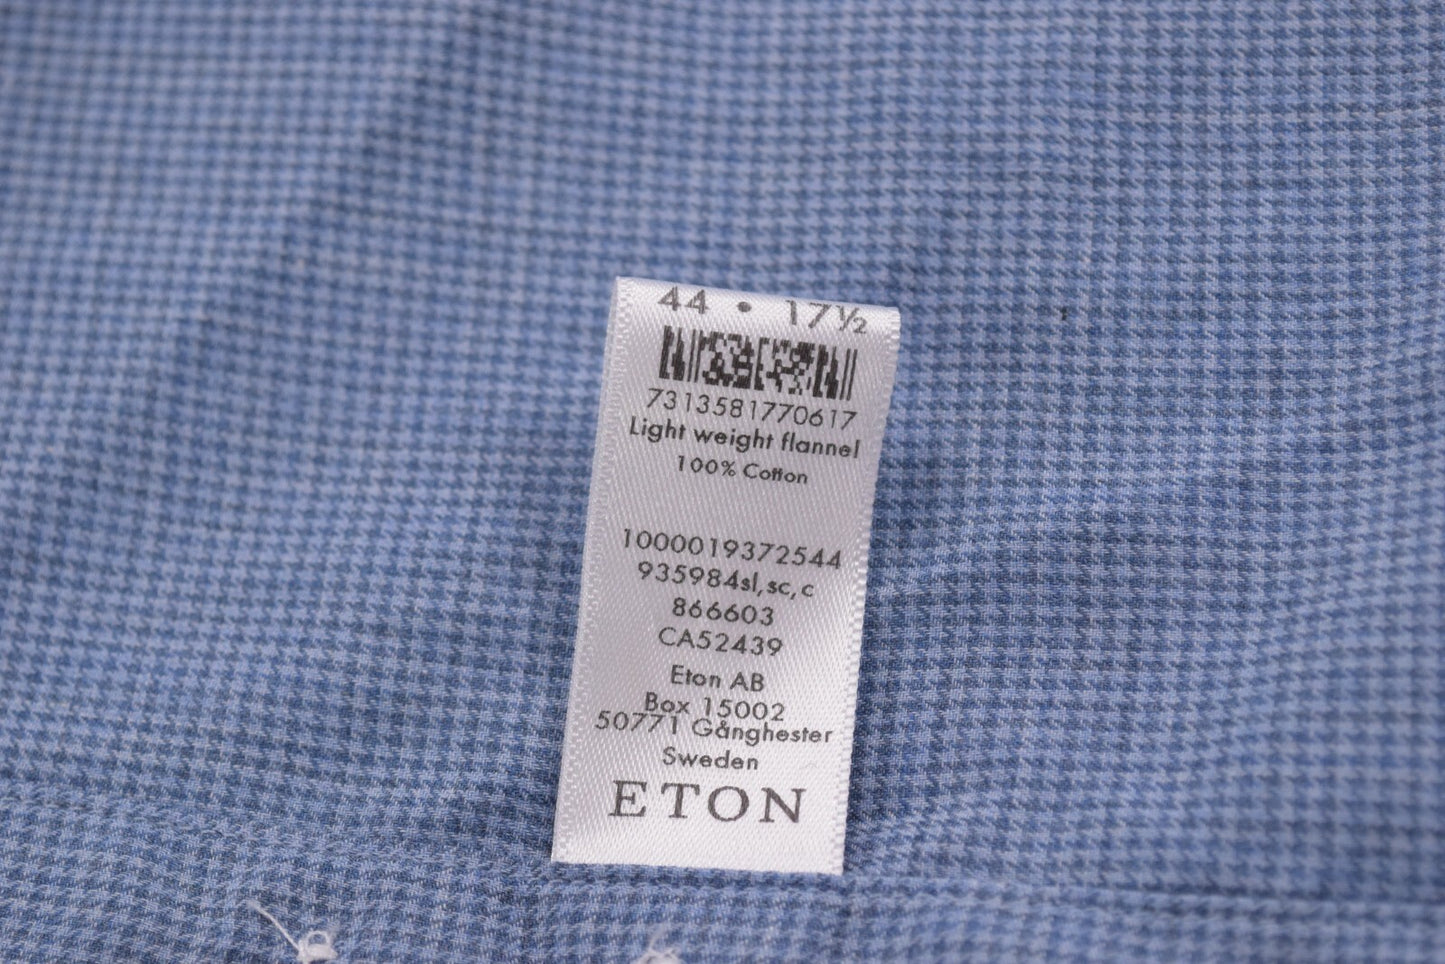 44 • 17½
7313581770617
Light weight flannel
100% Cotton
1000019372544
935984sl,sc,c
866603
CA52439
Eton AB
Box 15002
50771 Gånghester
Sweden
ETON